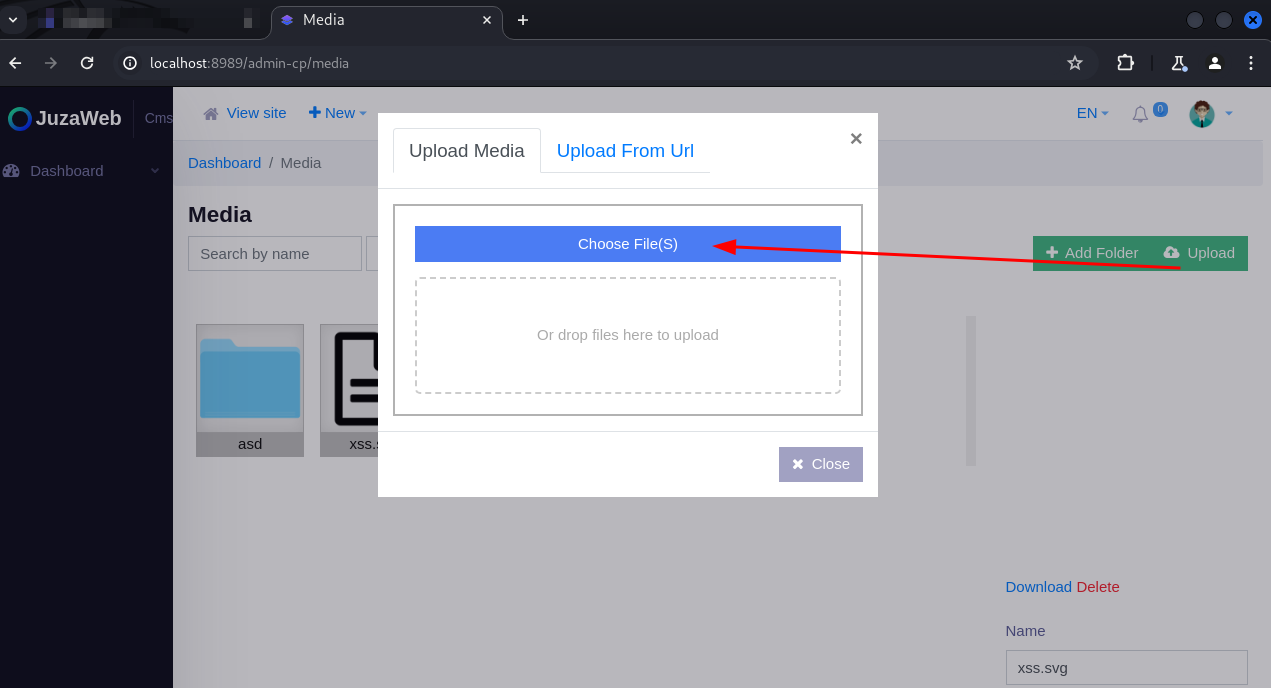 Media
localhost:8989/admin-cp/media
JuzaWeb Cms
View site New
EN 0
Dashboard
Dashboard / Media
Media
Search by name
Add Folder Upload
Upload Media Upload From Url
Choose File(S)
Or drop files here to upload
Close
asd
Download Delete
Name
xss.svg